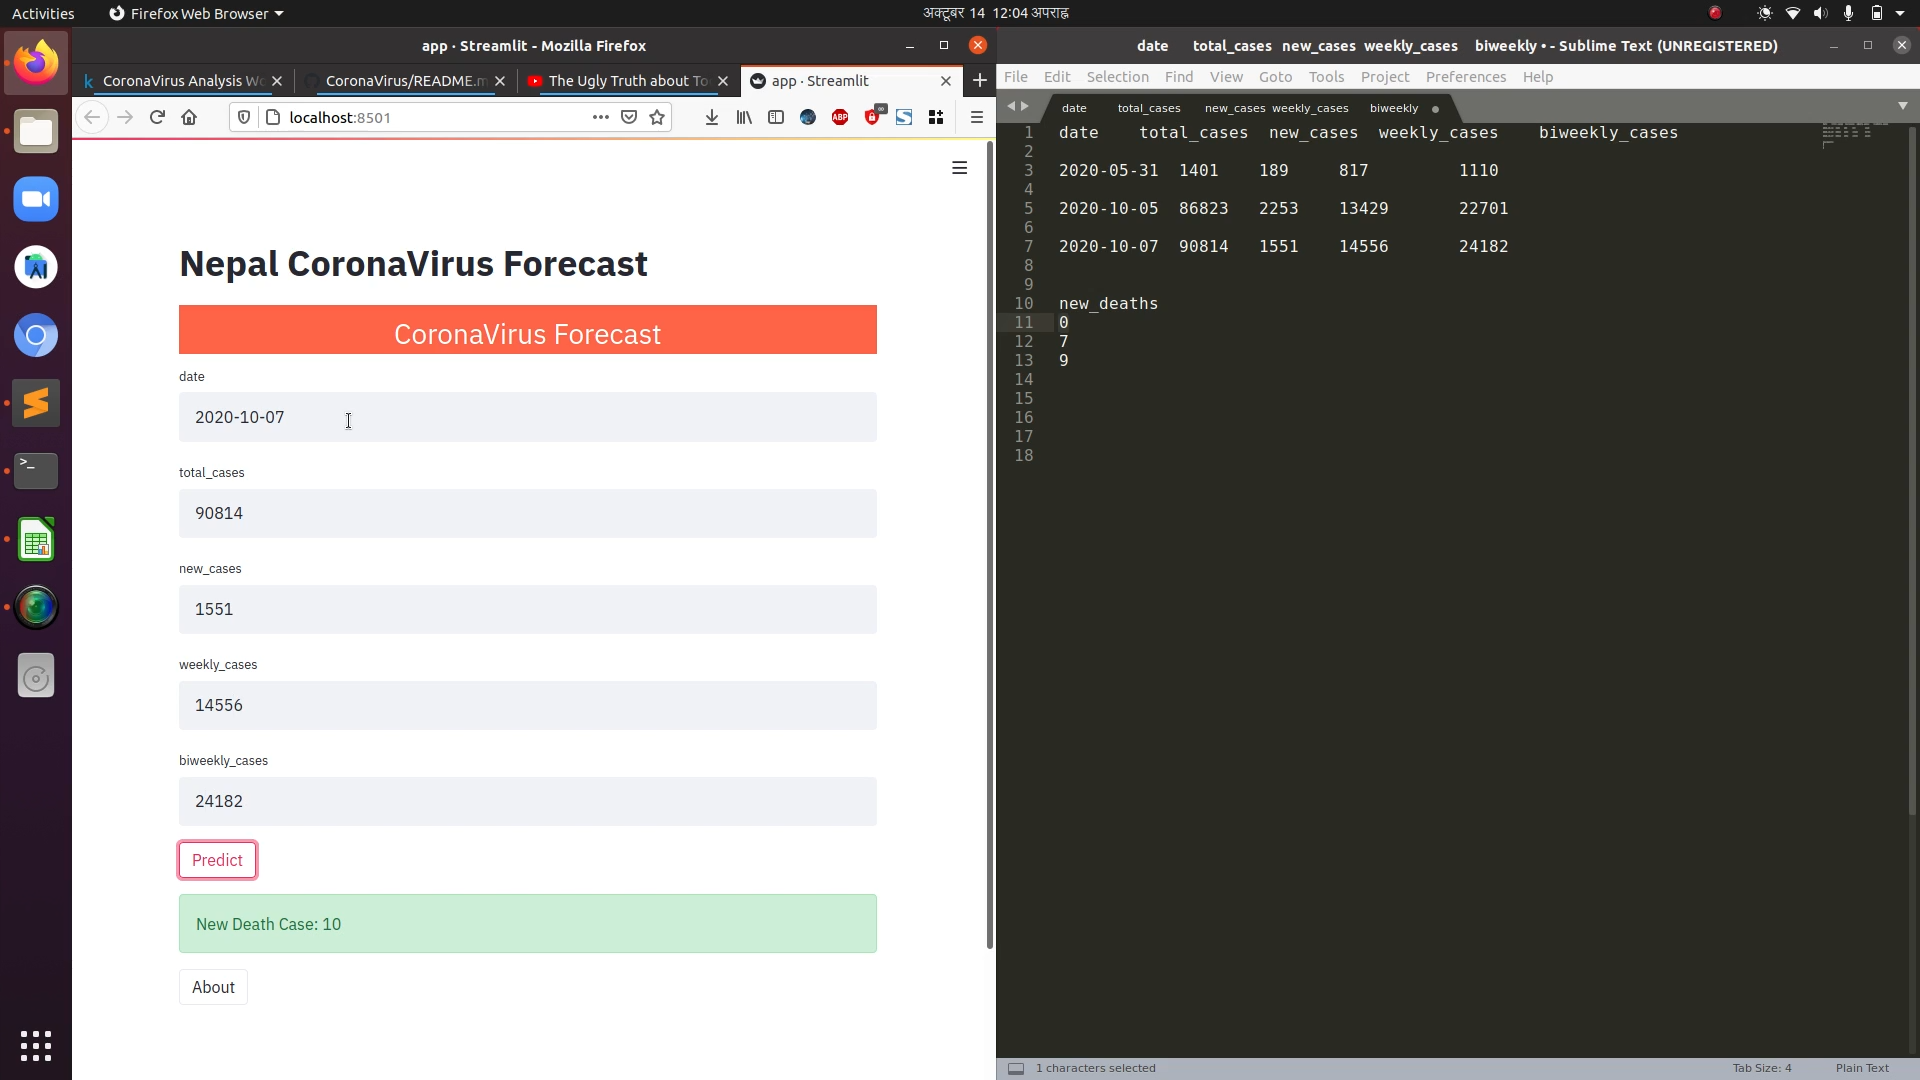 Activities
Firefox Web Browser
अक्टूबर 14 12:04 अपराह्न
app · Streamlit - Mozilla Firefox
CoronaVirus Analysis Wo
CoronaVirus/README.m
The Ugly Truth about To
app · Streamlit
localhost:8501
ABP
∞
Nepal CoronaVirus Forecast
CoronaVirus Forecast
date
2020-10-07
total_cases
90814
new_cases
1551
weekly_cases
14556
biweekly_cases
24182
Predict
New Death Case: 10
About
date total_cases new_cases weekly_cases biweekly • - Sublime Text (UNREGISTERED)
File Edit Selection Find View Goto Tools Project Preferences Help
date total_cases new_cases weekly_cases biweekly
1 date total_cases new_cases weekly_cases biweekly_cases
2
3 2020-05-31 1401 189 817 1110
4
5 2020-10-05 86823 2253 13429 22701
6
7 2020-10-07 90814 1551 14556 24182
8
9
10 new_deaths
11 0
12 7
13 9
14
15
16
17
18
1 characters selected
Tab Size: 4
Plain Text